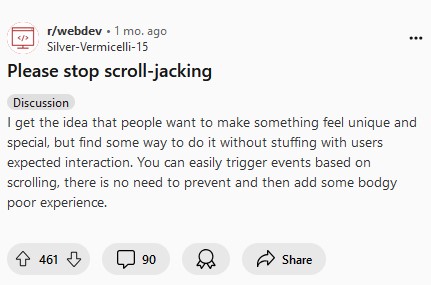 r/webdev • 1 mo. ago
Silver-Vermicelli-15
Please stop scroll-jacking
Discussion
I get the idea that people want to make something feel unique and
special, but find some way to do it without stuffing with users
expected interaction. You can easily trigger events based on
scrolling, there is no need to prevent and then add some bodgy
poor experience.
461 90 Share